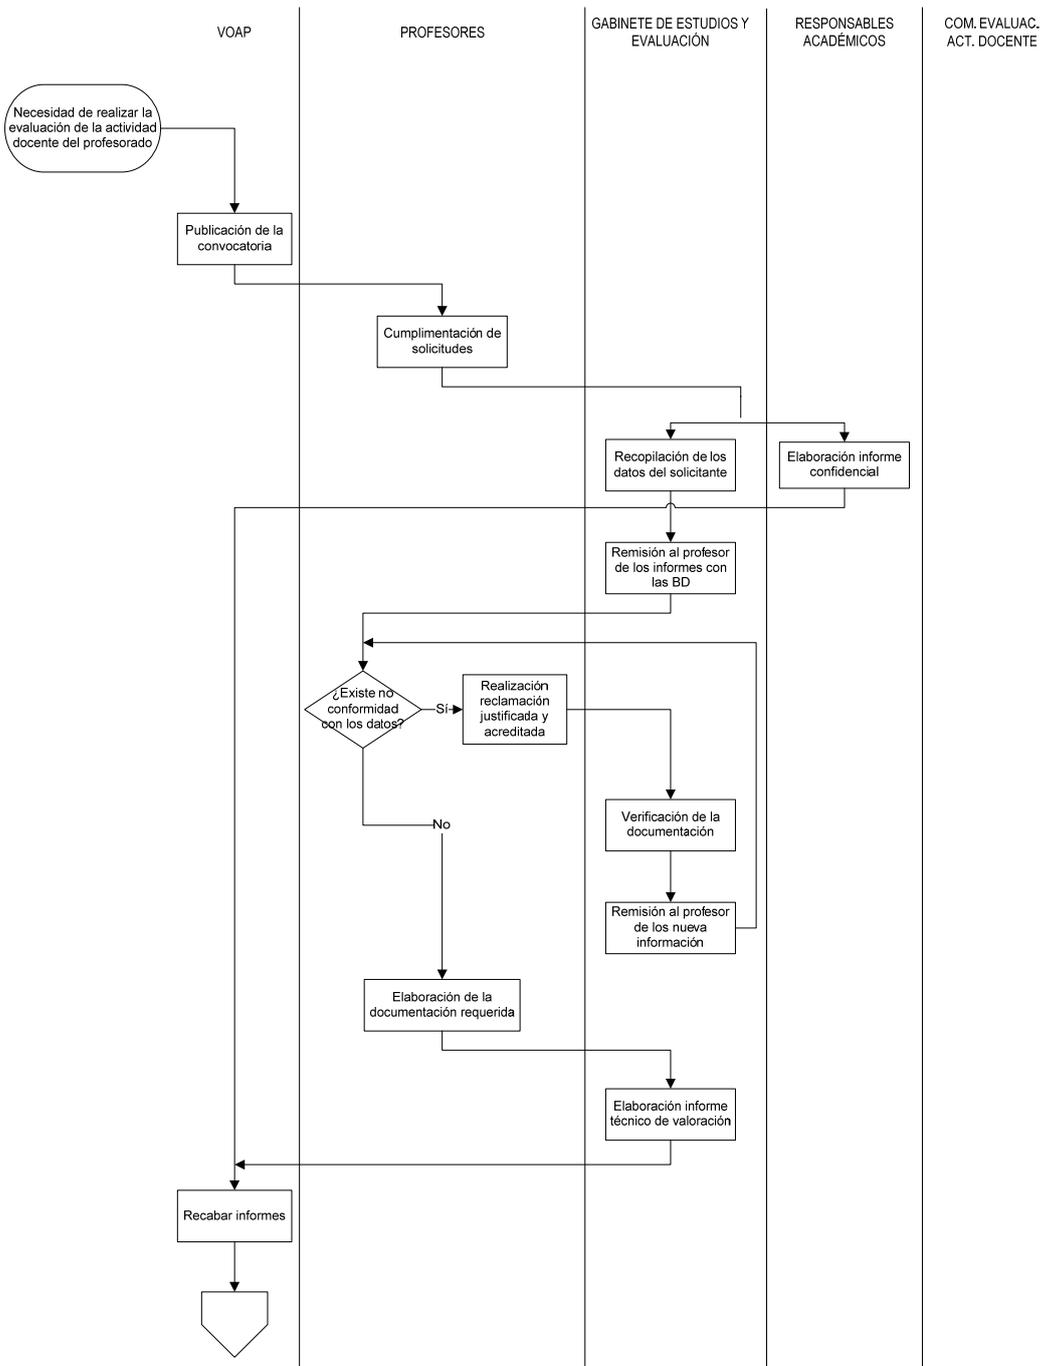 VOAP
PROFESORES
GABINETE DE ESTUDIOS Y
EVALUACIÓN
RESPONSABLES
ACADÉMICOS
COM. EVALUAC.
ACT. DOCENTE
Necesidad de realizar la
evaluación de la actividad
docente del profesorado
Publicación de la
convocatoria
Cumplimentación de
solicitudes
Recopilación de los
datos del solicitante
Elaboración informe
confidencial
Remisión al profesor
de los informes con
las BD
¿Existe no
conformidad
con los datos?
Sí
Realización
reclamación
justificada y
acreditada
Verificación de la
documentación
No
Remisión al profesor
de los nueva
información
Elaboración de la
documentación requerida
Elaboración informe
técnico de valoración
Recabar informes